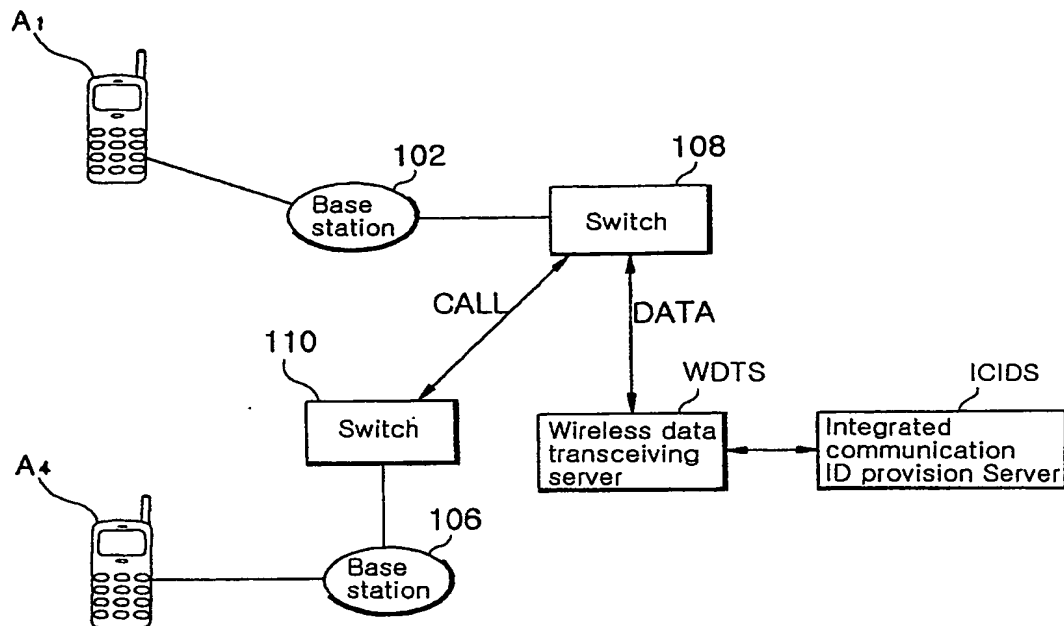 A1
102
108
Base
station
Switch
CALL
DATA
110
WDTS
ICIDS
Switch
Wireless data
transceiving
server
Integrated
communication
ID provision Server
A4
106
Base
station